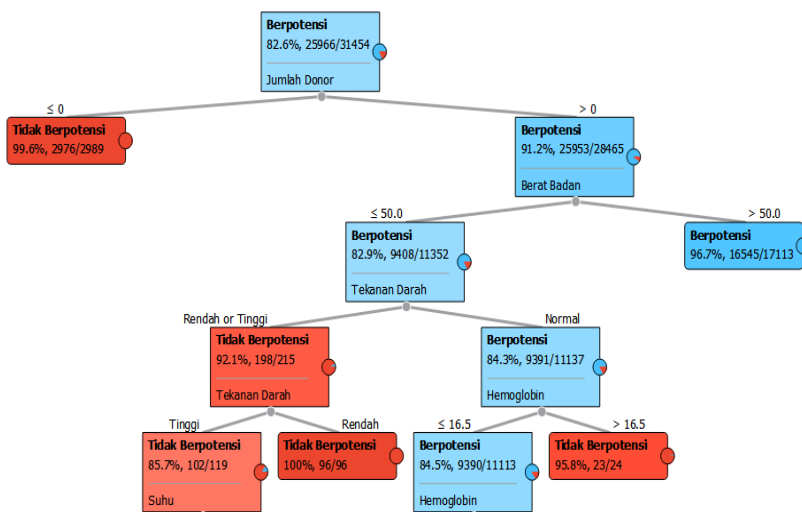 Berpotensi
82.6%, 25966/31454
Jumlah Donor
≤ 0
> 0
Tidak Berpotensi
99.6%, 2976/2989
Berpotensi
91.2%, 25953/28465
Berat Badan
≤ 50.0
> 50.0
Berpotensi
82.9%, 9408/11352
Tekanan Darah
Berpotensi
96.7%, 16545/17113
Rendah or Tinggi
Normal
Tidak Berpotensi
92.1%, 198/215
Tekanan Darah
Berpotensi
84.3%, 9391/11137
Hemoglobin
Tinggi
Rendah
≤ 16.5
> 16.5
Tidak Berpotensi
85.7%, 102/119
Suhu
Tidak Berpotensi
100%, 96/96
Berpotensi
84.5%, 9390/11113
Hemoglobin
Tidak Berpotensi
95.8%, 23/24